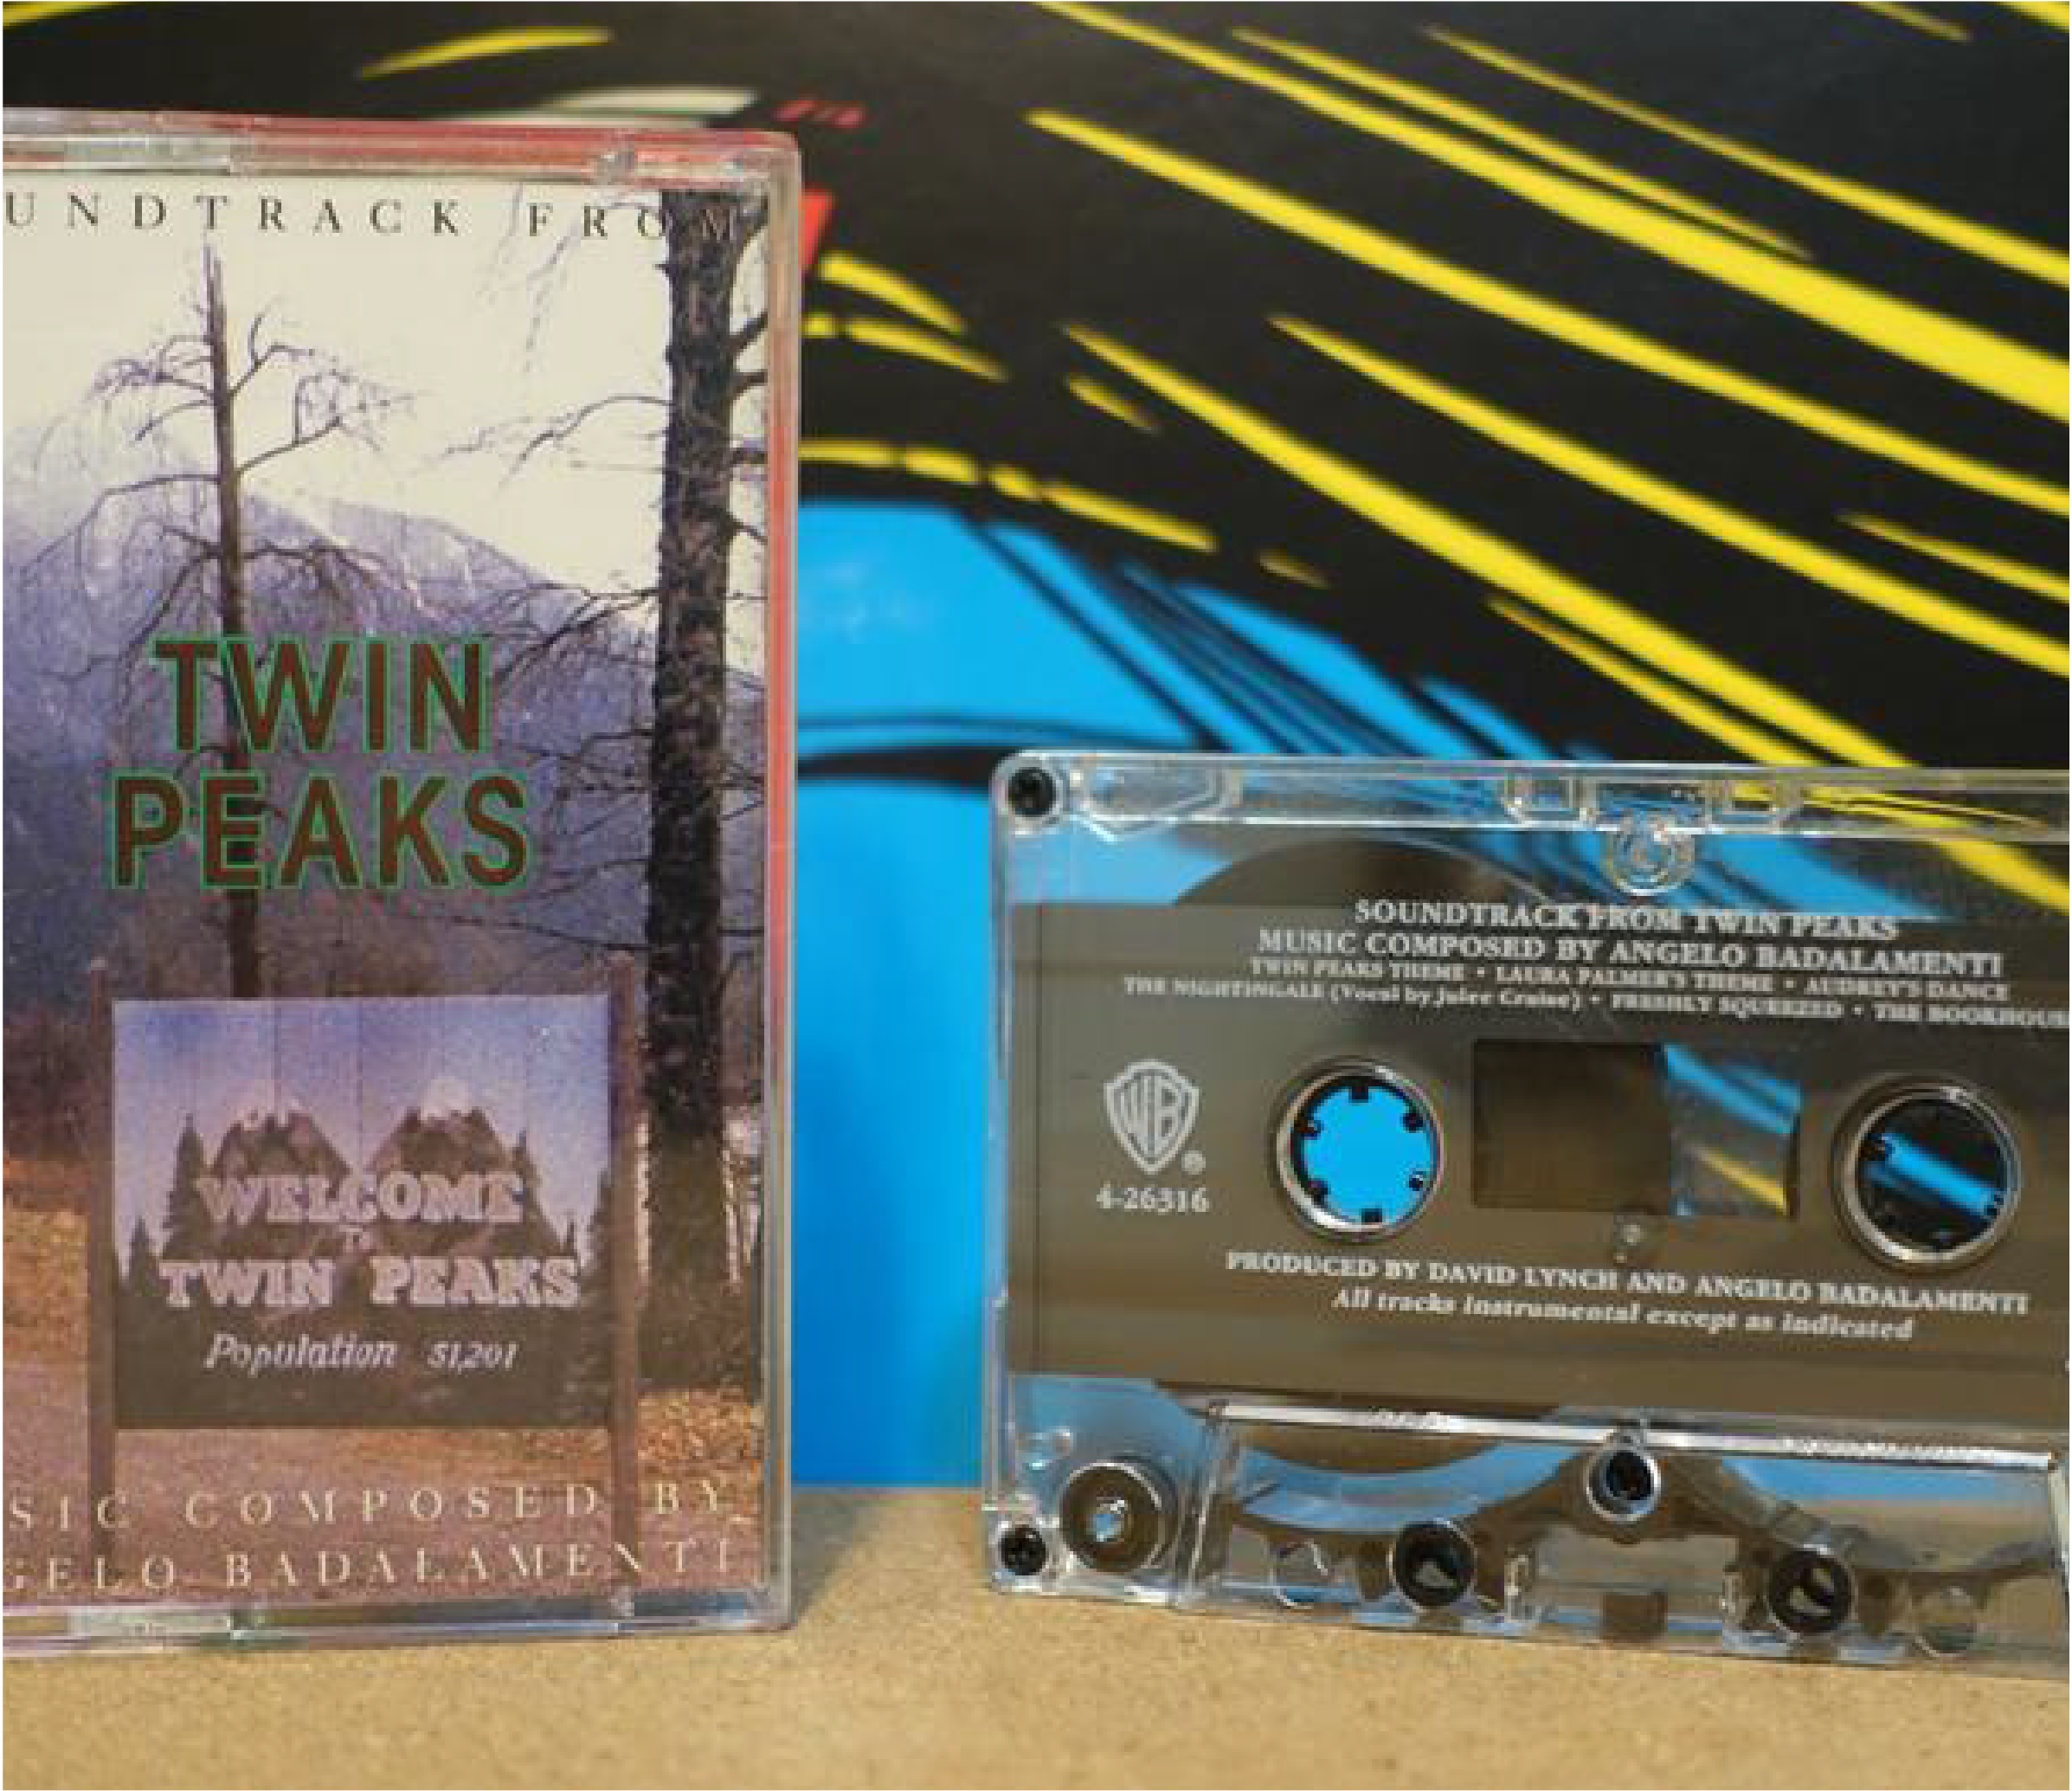 UNDTRACK FROM
TWIN
PEAKS
WELCOME
TO
TWIN PEAKS
Population 51,201
SIC COMPOSED BY
GELO BADALAMENTI
SOUNDTRACK FROM TWIN PEAKS
MUSIC COMPOSED BY ANGELO BADALAMENTI
TWIN PEAKS THEME • LAURA PALMER'S THEME • AUDREY'S DANCE
THE NIGHTINGALE (Vocal by Julee Cruise) • FRESHLY SQUEEZED • THE BOOKHOUS
WB
®
4-26316
PRODUCED BY DAVID LYNCH AND ANGELO BADALAMENTI
All tracks instrumental except as indicated